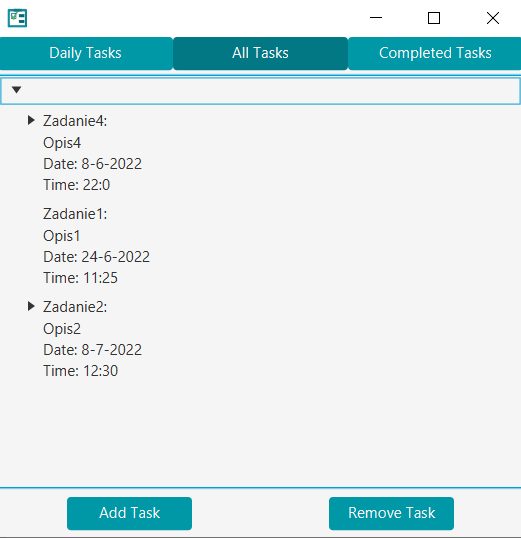 Daily Tasks
All Tasks
Completed Tasks
Zadanie4:
Opis4
Date: 8-6-2022
Time: 22:0
Zadanie1:
Opis1
Date: 24-6-2022
Time: 11:25
Zadanie2:
Opis2
Date: 8-7-2022
Time: 12:30
Add Task
Remove Task